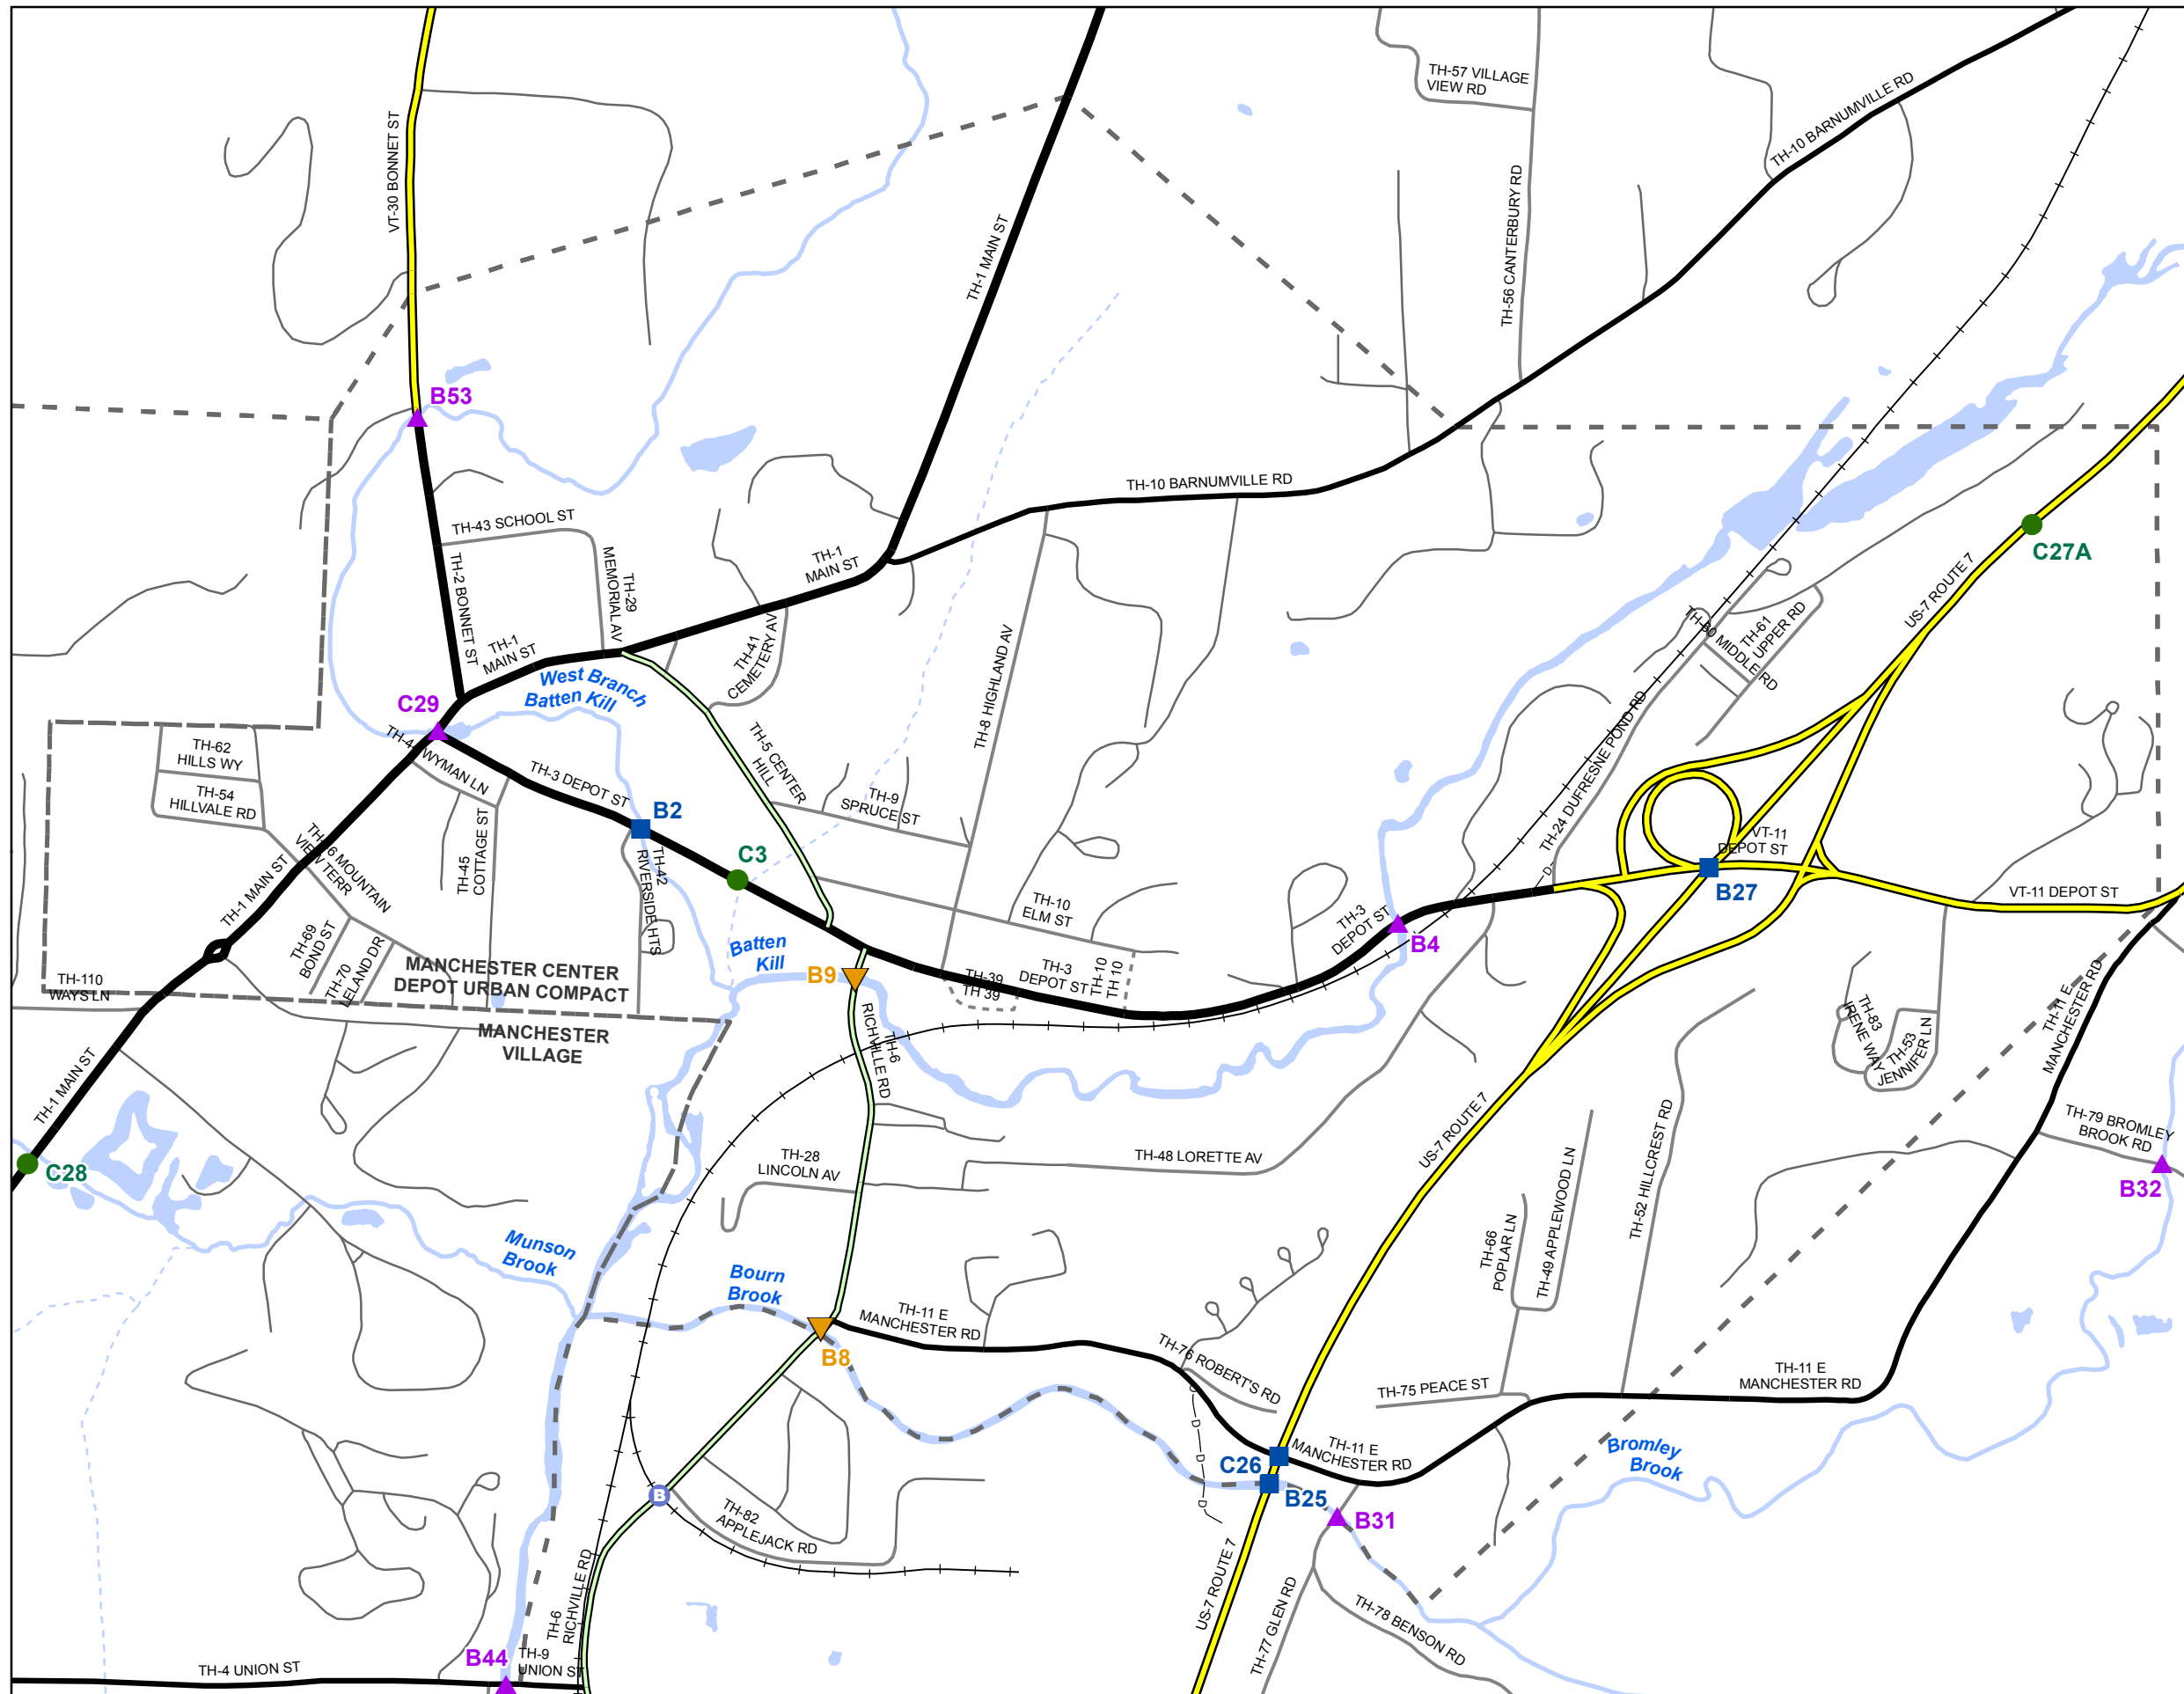 TH-57 VILLAGE
VIEW RD
TH-10 BARNUMVILLE RD
VT-30 BONNET ST
TH-1 MAIN ST
TH-56 CANTERBURY RD
B53
TH-10 BARNUMVILLE RD
TH-43 SCHOOL ST
TH-29
MEMORIAL AV
TH-1
MAIN ST
C27A
US-7 ROUTE 7
TH-2 BONNET ST
TH-1
MAIN ST
TH-41
CEMETERY AV
TH-8 HIGHLAND AV
TH-60 MIDDLE RD
TH-61
UPPER RD
West Branch
Batten Kill
C29
TH-62
HILLS WY
TH-4
WYMAN LN
TH-3 DEPOT ST
TH-5 CENTER
HILL
TH-24 DUFRESNE POND RD
TH-54
HILLVALE RD
TH-9
SPRUCE ST
B2
C3
VT-11
DEPOT ST
B27
VT-11 DEPOT ST
D
TH-45
COTTAGE ST
TH-42
RIVERSIDE HTS
TH-16 MOUNTAIN
VIEW TERR
TH-1 MAIN ST
TH-10
ELM ST
TH-3
DEPOT ST
B4
TH-69
BOND ST
TH-70
LELAND DR
Batten
Kill
B9
MANCHESTER CENTER
DEPOT URBAN COMPACT
TH-110
WAYS LN
TH-39
TH 39
TH-3
DEPOT ST
TH-10
TH 10
TH-11 E
MANCHESTER RD
MANCHESTER
VILLAGE
TH-6
RICHVILLE RD
TH-83
IRENE WAY
TH-53
JENNIFER LN
TH-1 MAIN ST
US-7 ROUTE 7
TH-79 BROMLEY
BROOK RD
C28
TH-28
LINCOLN AV
TH-48 LORETTE AV
TH-52 HILLCREST RD
B32
TH-66
POPLAR LN
TH-49 APPLEWOOD LN
Munson
Brook
Bourn
Brook
TH-11 E
MANCHESTER RD
B8
TH-76 ROBERT'S RD
TH-75 PEACE ST
TH-11 E
MANCHESTER RD
D
D
D
D
C26
TH-11 E
MANCHESTER RD
Bromley
Brook
B25
B
B31
TH-82
APPLEJACK RD
US-7 ROUTE 7
TH-77 GLEN RD
TH-78 BENSON RD
TH-6
RICHVILLE RD
B44
TH-9
UNION ST
TH-4 UNION ST